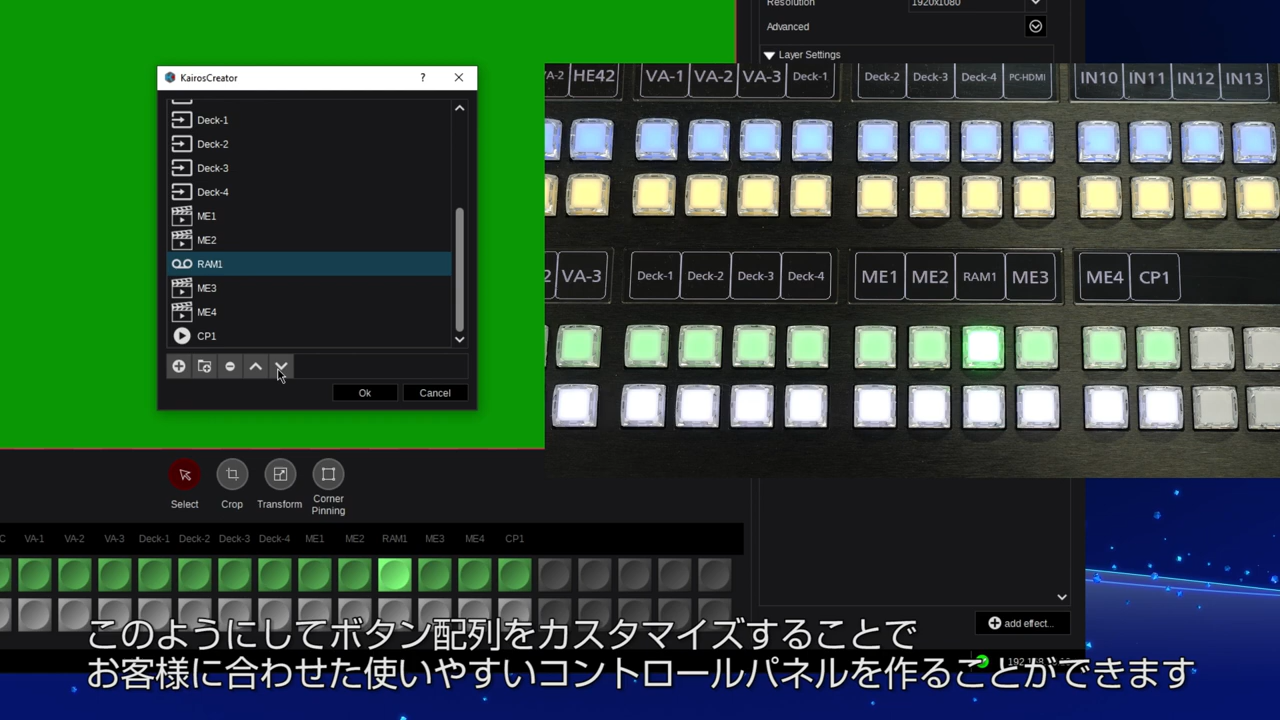 Resolution 1920x1080
Advanced
Layer Settings
KairosCreator ?
Deck-1
Deck-2
Deck-3
Deck-4
ME1
ME2
RAM1
ME3
ME4
CP1
Ok Cancel
VA-2 HE42 VA-1 VA-2 VA-3 Deck-1 Deck-2 Deck-3 Deck-4 PC-HDMI IN10 IN11 IN12 IN13
2 VA-3 Deck-1 Deck-2 Deck-3 Deck-4 ME1 ME2 RAM1 ME3 ME4 CP1
Select Crop Transform Corner
Pinning
C VA-1 VA-2 VA-3 Deck-1 Deck-2 Deck-3 Deck-4 ME1 ME2 RAM1 ME3 ME4 CP1
add effect...
192.168
このようにしてボタン配列をカスタマイズすることで
お客様に合わせた使いやすいコントロールパネルを作ることができます